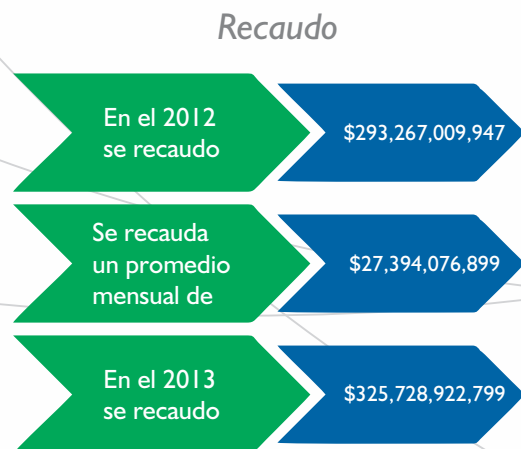 Recaudo
En el 2012
se recaudo
$293,267,009,947
Se recauda
un promedio
mensual de
$27,394,076,899
En el 2013
se recaudo
$325,728,922,799